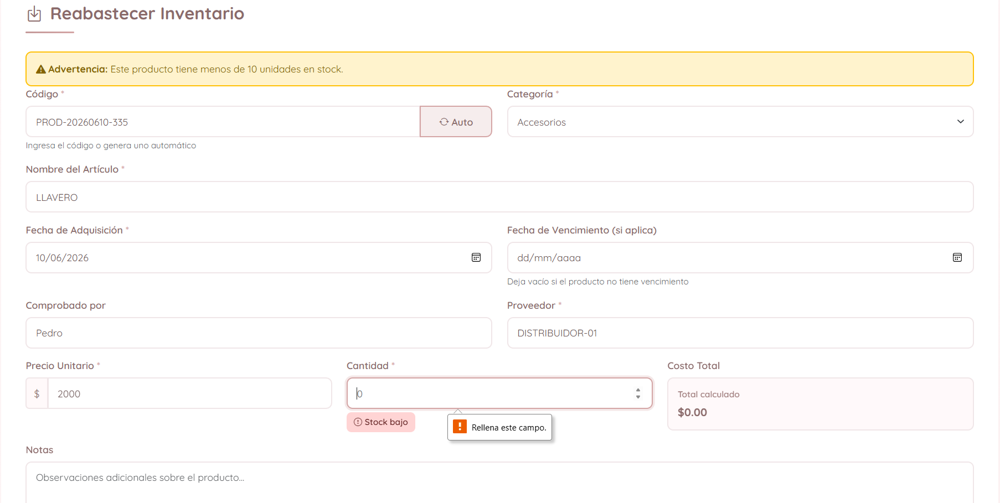 Reabastecer Inventario
Advertencia: Este producto tiene menos de 10 unidades en stock.
Código *
Categoría *
PROD-20260610-335
Auto
Accesorios
Ingresa el código o genera uno automático
Nombre del Artículo *
LLAVERO
Fecha de Adquisición *
Fecha de Vencimiento (si aplica)
10/06/2026
dd/mm/aaaa
Deja vacío si el producto no tiene vencimiento
Comprobado por
Proveedor *
Pedro
DISTRIBUIDOR-01
Precio Unitario *
Cantidad *
Costo Total
$ 2000
0
Total calculado
$0.00
Stock bajo
Rellena este campo.
Notas
Observaciones adicionales sobre el producto...